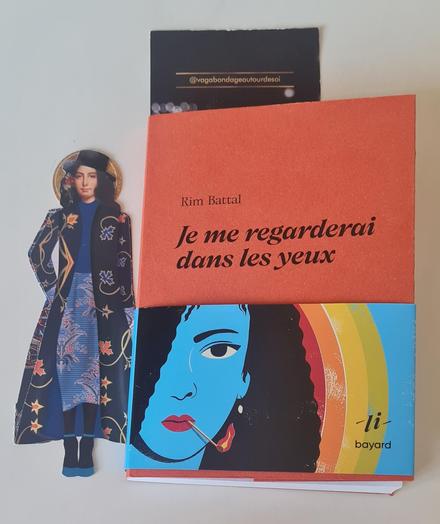 @vagabondageautourdesoi
Rim Battal
Je me regarderai
dans les yeux
-li-
bayard